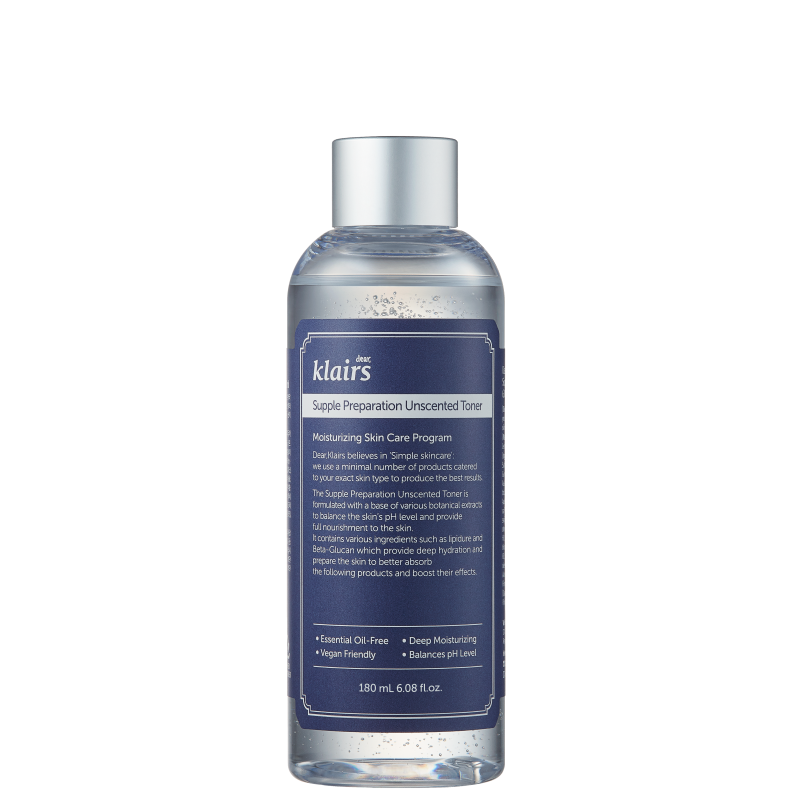 dear,
klairs
Supple Preparation Unscented Toner
Moisturizing Skin Care Program
Dear,Klairs believes in 'Simple skincare':
we use a minimal number of products catered
to your exact skin type to produce the best results.
The Supple Preparation Unscented Toner is
formulated with a base of various botanical extracts
to balance the skin's pH level and provide
full nourishment to the skin.
It contains various ingredients such as lipidure and
Beta-Glucan which provide deep hydration and
prepare the skin to better absorb
the following products and boost their effects.
• Essential Oil-Free • Deep Moisturizing
• Vegan Friendly • Balances pH Level
180 mL 6.08 fl.oz.